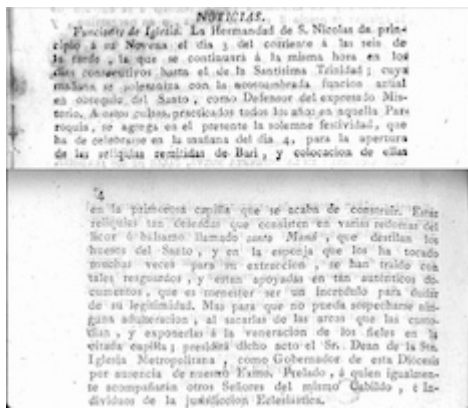 NOTICIAS.
Funciones de Iglesia. La Hermandad de S. Nicolas da prin-
cipio á su Novena el dia 3 del corriente á las seis de
la tarde, la que se continuará á la misma hora en los
dias consecutivos hasta el de la Santisima Trinidad; cuya
mañana se solemniza con la acostumbrada funcion anual
en obsequio del Santo, como Defensor del expresado Mis-
terio. A estos cultos, practicados todos los años en aquella Par
roquia, se agrega en el presente la solemne festividad, que
ha de celebrarse en la mañana del dia 4, para la apertura
de las reliquias remitidas de Bari, y colocacion de ellas
4
en la primorosa capilla que se acaba de construir. Estas
reliquias tan deseadas que consisten en varias redomas del
licor ó bálsamo llamado santo Maná, que destilan los
huesos del Santo, y en la esponja que los ha tocado
muchas veces para su extraccion, se han traido con
tales resguardos, y estan apoyadas en tan auténticos do-
cumentos, que es menester ser un incrédulo para dudar
de su legitimidad. Mas para que no pueda sospecharse nin-
guna adulteracion, al sacarlas de las arcas que las custo-
dian, y exponerlas á la veneracion de los fieles en la
citada capilla; presidirá dicho acto el Sr. Dean de la Sta.
Iglesia Metropolitana, como Gobernador de esta Diócesis
por ausencia de nuestro Exmo. Prelado, á quien igualmen-
te acompañarán otros Señores del mismo Cabildo, é In-
dividuos de la jurisdiccion Eclesiástica.